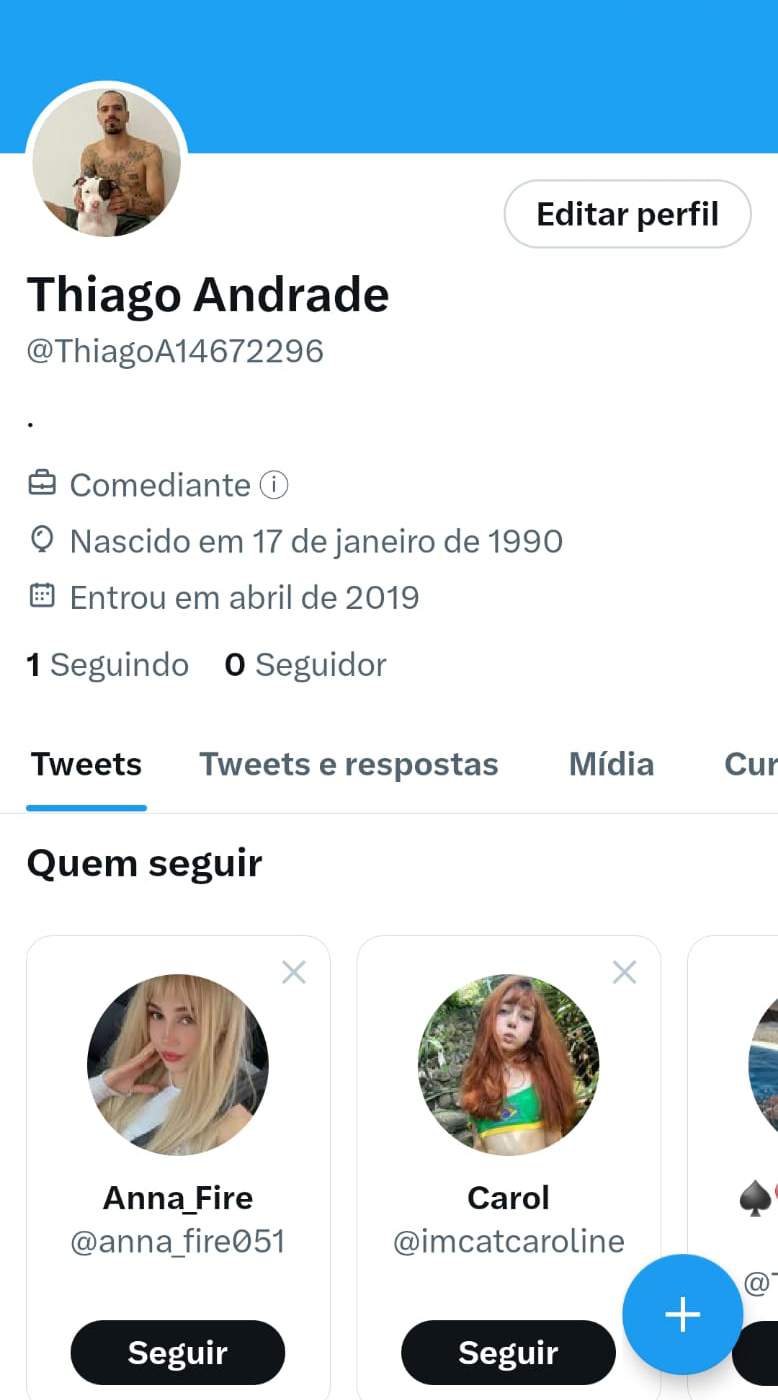 Editar perfil
Thiago Andrade
@ThiagoA14672296
.
Comediante
Nascido em 17 de janeiro de 1990
Entrou em abril de 2019
1 Seguindo 0 Seguidor
Tweets Tweets e respostas Mídia Cur
Quem seguir
Anna_Fire Carol
@anna_fire051 @imcatcaroline
@T
Seguir Seguir